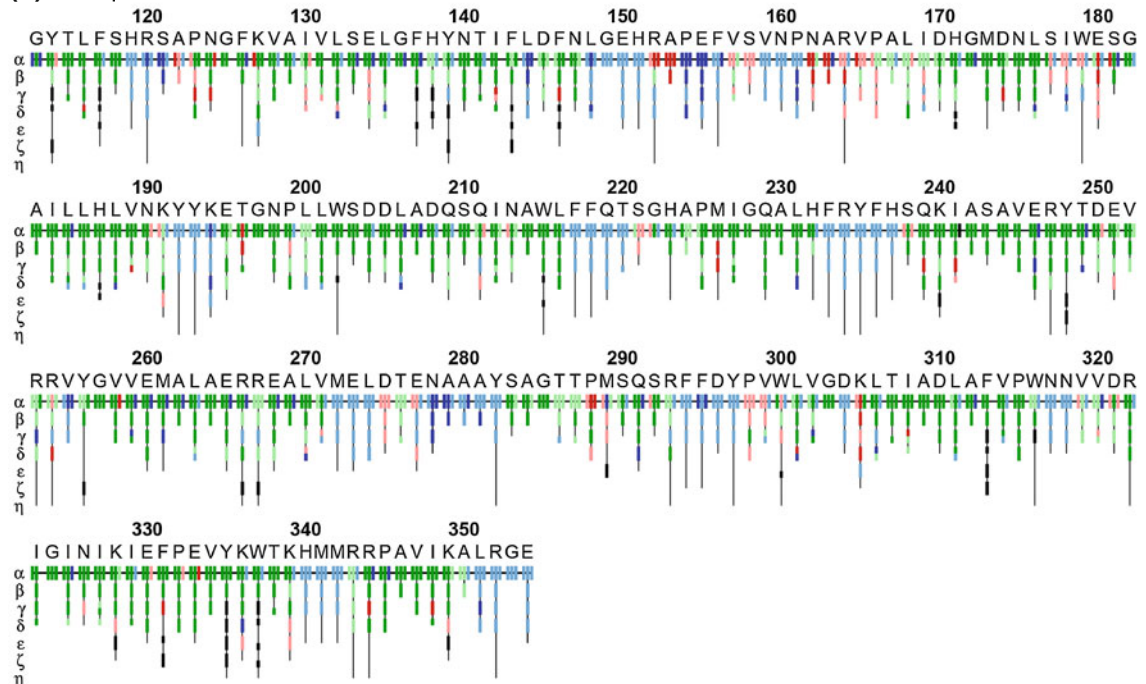 120 130 140 150 160 170 180
GYTLFSHRSAPNGFKVAIVLSELGFHYNTIFLDFNLGEHRAPEFVSVNPNARVPALIDHGMDNLSIWESG
α
β
γ
δ
ε
ζ
η
190 200 210 220 230 240 250
AILLHLVNKYYKETGNPLLWSDDLADQSQINAWLFFQTSGHAPMIGQALHFRYFHSQKIASAVERYTDEV
α
β
γ
δ
ε
ζ
η
260 270 280 290 300 310 320
RRVYGVVEMALAERREALVMELDTENAAAYSAGTTPMSQSRFFDYPVWLVGDKLTIADLAFVPWNNVVDR
α
β
γ
δ
ε
ζ
η
330 340 350
IGINIKIEFPEVYKWTKHMMRRPAVIKALRGE
α
β
γ
δ
ε
ζ
η